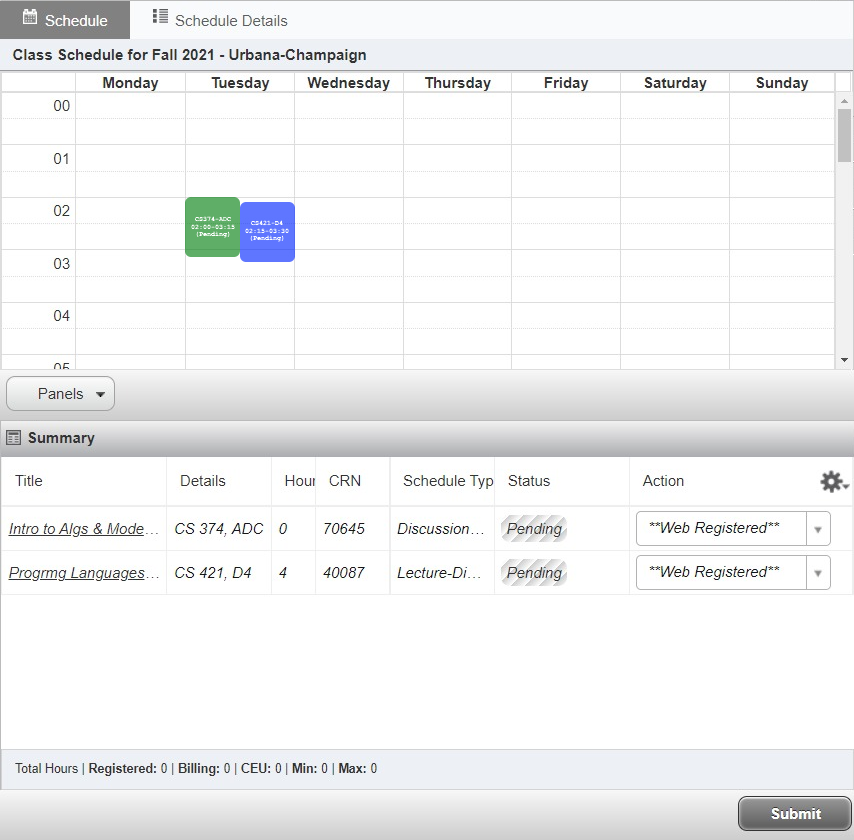 Schedule
Schedule Details
Class Schedule for Fall 2021 - Urbana-Champaign
Monday Tuesday Wednesday Thursday Friday Saturday Sunday
00
01
02
CS374-ADC
02:00-03:15
(Pending)
CS421-D4
02:15-03:30
(Pending)
03
04
05
Panels
Summary
Title Details Hour CRN Schedule Typ Status Action
Intro to Algs & Mode… CS 374, ADC 0 70645 Discussion… Pending **Web Registered**
Progrmg Languages… CS 421, D4 4 40087 Lecture-Di… Pending **Web Registered**
Total Hours | Registered: 0 | Billing: 0 | CEU: 0 | Min: 0 | Max: 0
Submit